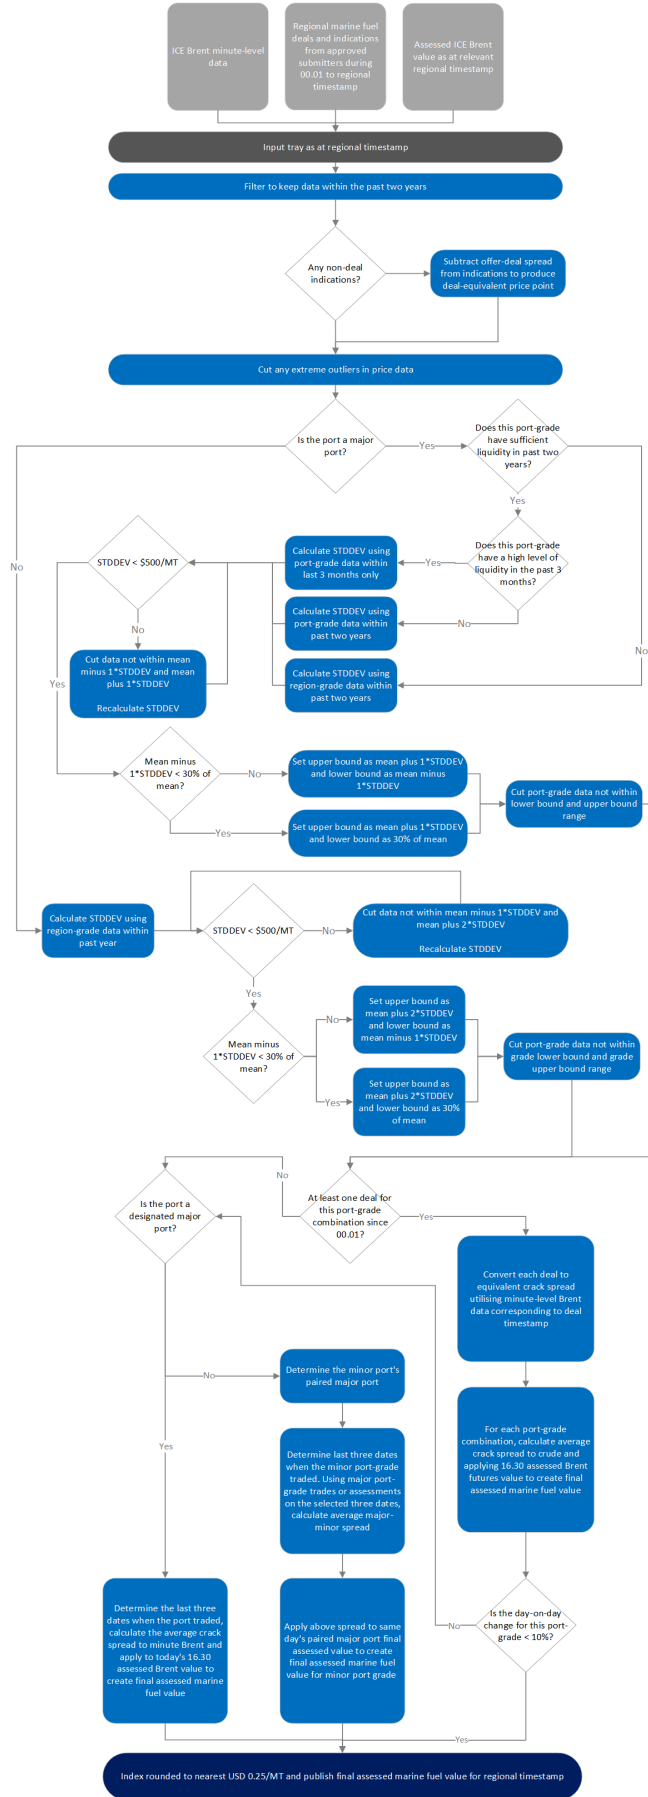 ICE Brent minute-level
data
Regional marine fuel
deals and indications
from approved
submitters during
00.01 to regional
timestamp
Assessed ICE Brent
value as at relevant
regional timestamp
Input tray as at regional timestamp
Filter to keep data within the past two years
Any non-deal
indications?
Subtract offer-deal spread
from indications to produce
deal-equivalent price point
Cut any extreme outliers in price data
Is the port a major
port?
Yes
Does this port-grade
have sufficient
liquidity in past two
years?
Yes
No
No
STDDEV < $500/MT
Calculate STDDEV using
port-grade data within
last 3 months only
Yes
Does this port-grade
have a high level of
liquidity in the past 3
months?
Calculate STDDEV using
port-grade data within
past two years
No
No
Cut data not within mean
minus 1*STDDEV and mean
plus 1*STDDEV
Recalculate STDDEV
Calculate STDDEV using
region-grade data within
past two years
Yes
Mean minus
1*STDDEV < 30% of
mean?
No
Set upper bound as mean plus 1*STDDEV
and lower bound as mean minus
1*STDDEV
Yes
Set upper bound as mean plus 1*STDDEV
and lower bound as 30% of mean
Cut port-grade data not within
lower bound and upper bound
range
Calculate STDDEV using
region-grade data within
past year
STDDEV < $500/MT
No
Cut data not within mean minus 1*STDDEV and
mean plus 2*STDDEV
Recalculate STDDEV
Yes
Mean minus
1*STDDEV < 30% of
mean?
No
Set upper bound as
mean plus 2*STDDEV
and lower bound as
mean minus 1*STDDEV
Yes
Set upper bound as
mean plus 2*STDDEV
and lower bound as 30%
of mean
Cut port-grade data not within
grade lower bound and grade
upper bound range
No
Is the port a
designated major
port?
At least one deal for
this port-grade
combination since
00.01?
Yes
Convert each deal to
equivalent crack spread
utilising minute-level Brent
data corresponding to deal
timestamp
No
Determine the minor port's
paired major port
Yes
Determine last three dates
when the minor port-grade
traded. Using major port-
grade trades or assessments
on the selected three dates,
calculate average major-
minor spread
For each port-grade
combination, calculate average
crack spread to crude and
applying 16.30 assessed Brent
futures value to create final
assessed marine fuel value
Determine the last three
dates when the port traded,
calculate the average crack
spread to minute Brent and
apply to today's 16.30
assessed Brent value to
create final assessed marine
fuel value
Apply above spread to same
day's paired major port final
assessed value to create
final assessed marine fuel
value for minor port grade
No
Is the day-on-day
change for this port-
grade < 10%?
Yes
Index rounded to nearest USD 0.25/MT and publish final assessed marine fuel value for regional timestamp